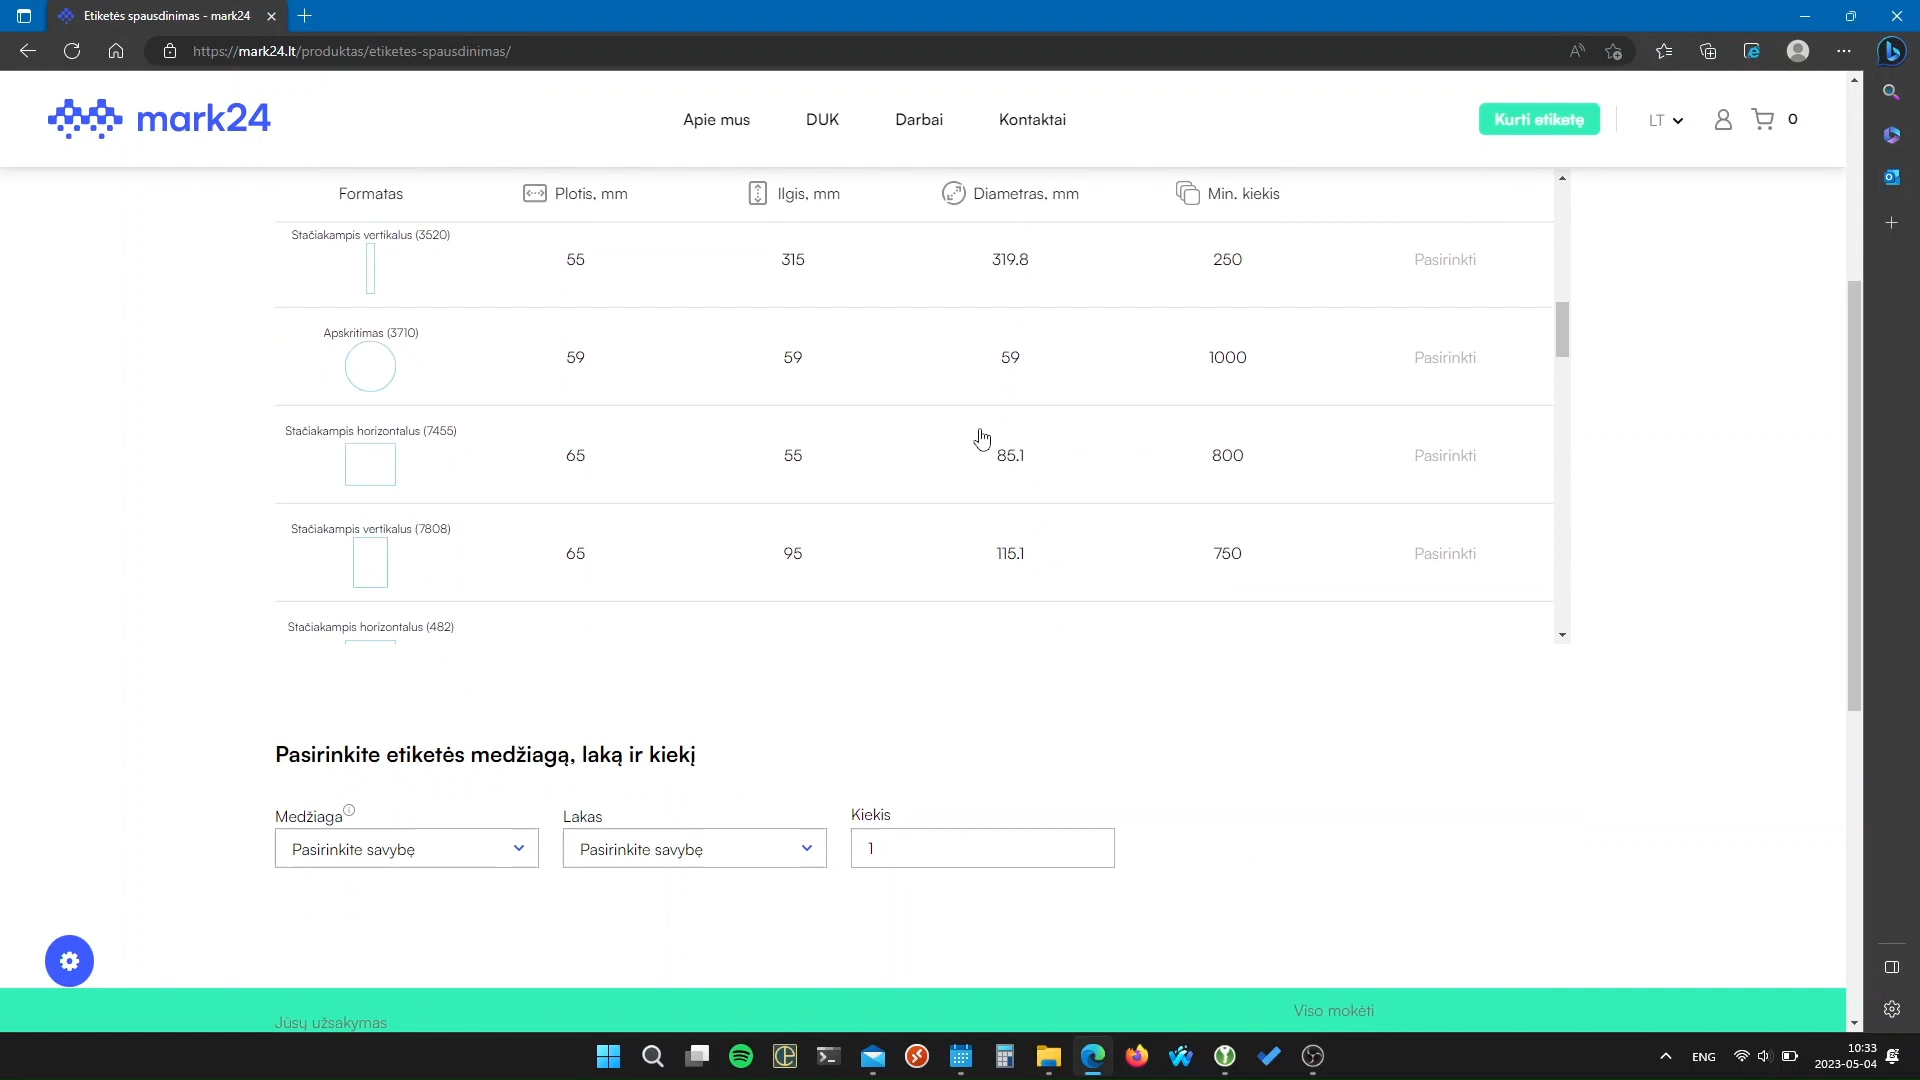 Etiketės spausdinimas - mark24
https://mark24.lt/produktas/etiketes-spausdinimas/
mark24
Apie mus
DUK
Darbai
Kontaktai
Kurti etiketę
LT
0
Formatas
Plotis, mm
Ilgis, mm
Diametras, mm
Min. kiekis
Stačiakampis vertikalus (3520)
55
315
319.8
250
Pasirinkti
Apskritimas (3710)
59
59
59
1000
Pasirinkti
Stačiakampis horizontalus (7455)
65
55
85.1
800
Pasirinkti
Stačiakampis vertikalus (7808)
65
95
115.1
750
Pasirinkti
Stačiakampis horizontalus (482)
Pasirinkite etiketės medžiagą, laką ir kiekį
Medžiaga
Lakas
Kiekis
Pasirinkite savybę
Pasirinkite savybę
1
Jūsų užsakymas
Viso mokėti
ENG
10:33
2023-05-04